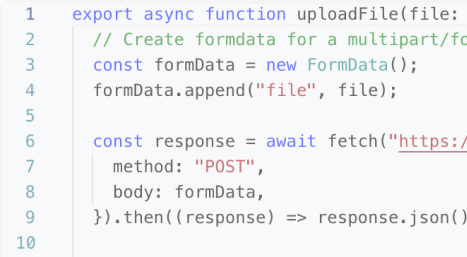 1 export async function uploadFile(file:
2 // Create formdata for a multipart/fo
3 const formData = new FormData();
4 formData.append("file", file);
5
6 const response = await fetch("https:/
7 method: "POST",
8 body: formData,
9 }).then((response) => response.json()
10